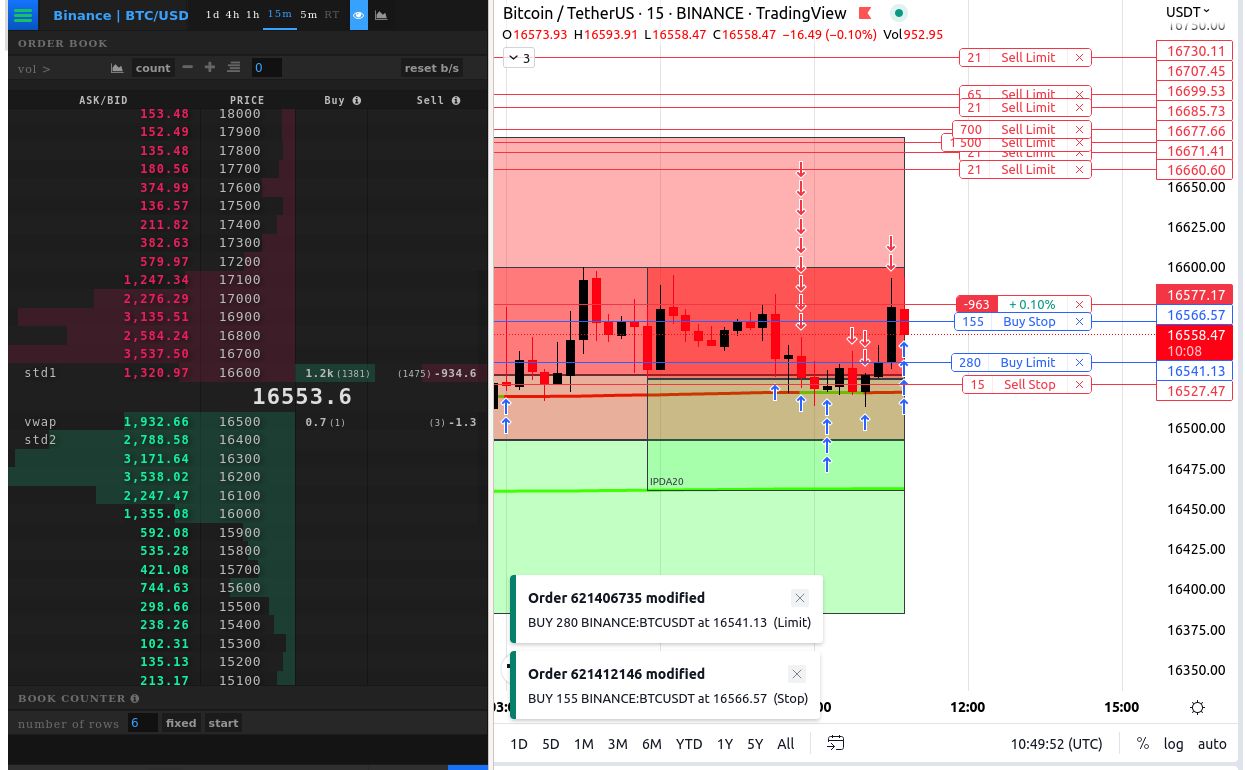 Binance | BTC/USD 1d 4h 1h 15m 5m RT
ORDER BOOK
vol > count 0 reset b/s
ASK/BID PRICE Buy Sell
153.48 18000
152.49 17900
135.48 17800
180.56 17700
374.99 17600
136.57 17500
211.82 17400
382.63 17300
579.97 17200
1,247.34 17100
2,276.29 17000
3,135.51 16900
2,584.24 16800
3,537.50 16700
std1 1,320.97 16600 1.2k (1381) (1475) -934.6
16553.6
vwap 1,932.66 16500 0.7 (1) (3) -1.3
std2 2,788.58 16400
3,171.64 16300
3,538.02 16200
2,247.47 16100
1,355.08 16000
592.08 15900
535.28 15800
421.08 15700
744.63 15600
298.66 15500
238.26 15400
102.31 15300
135.13 15200
213.17 15100
BOOK COUNTER
number of rows 6 fixed start
Bitcoin / TetherUS · 15 · BINANCE · TradingView
O16573.93 H16593.91 L16558.47 C16558.47 −16.49 (−0.10%) Vol952.95
3
USDT
16750.00
21 Sell Limit
16730.11
16707.45
65 Sell Limit
16699.53
21 Sell Limit
16685.73
700 Sell Limit
16677.66
1 500 Sell Limit
16671.41
21 Sell Limit
16660.60
21 Sell Limit
16650.00
16625.00
16600.00
16577.17
-963 + 0.10%
16566.57
155 Buy Stop
16558.47
10:08
280 Buy Limit
16541.13
15 Sell Stop
16527.47
16500.00
16475.00
IPDA20
16450.00
16425.00
16400.00
16375.00
16350.00
Order 621406735 modified
BUY 280 BINANCE:BTCUSDT at 16541.13 (Limit)
Order 621412146 modified
BUY 155 BINANCE:BTCUSDT at 16566.57 (Stop)
12:00 15:00
1D 5D 1M 3M 6M YTD 1Y 5Y All 10:49:52 (UTC) % log auto